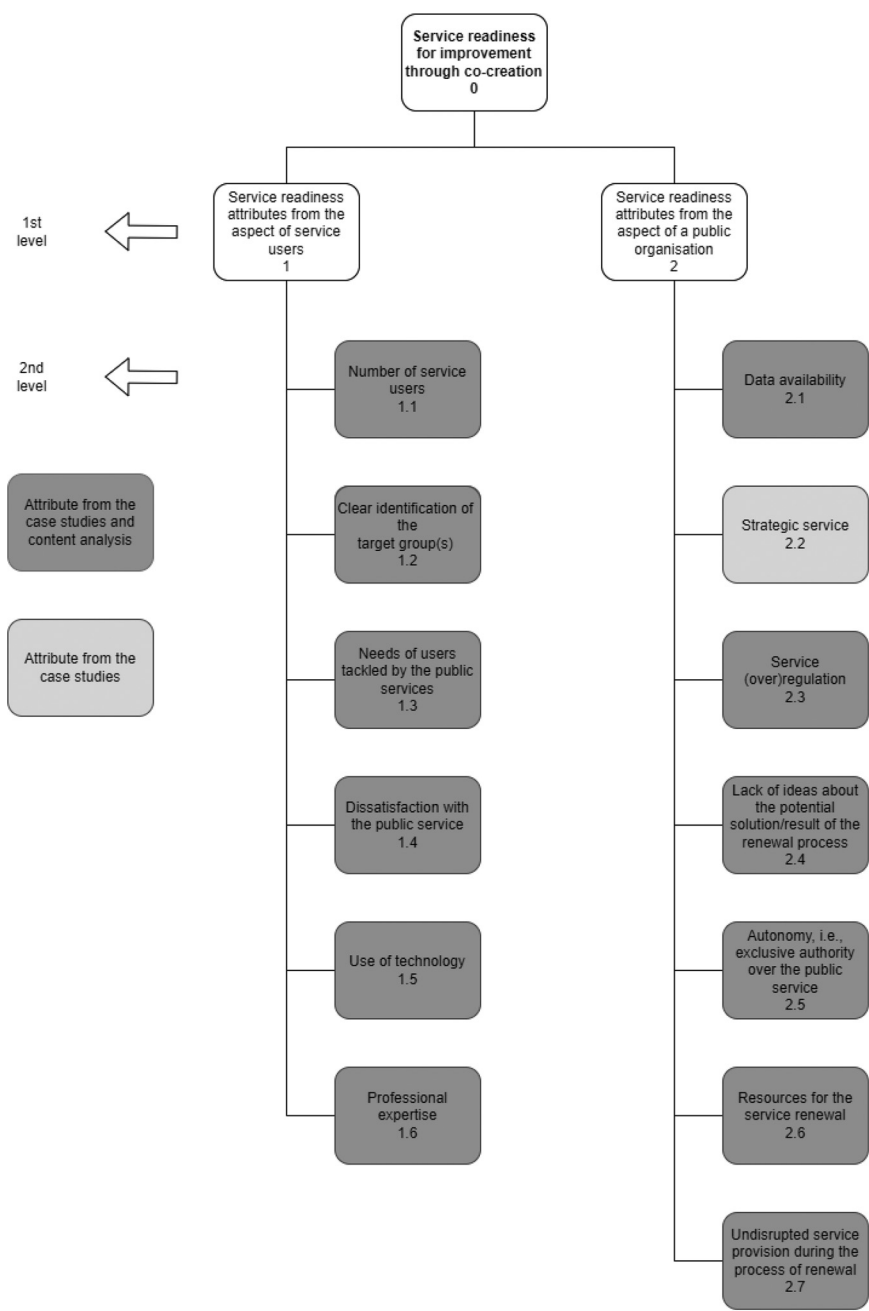 Service readiness
for improvement
through co-creation
0
Service readiness
attributes from the
aspect of service
users
1
Service readiness
attributes from the
aspect of a public
organisation
2
1st
level
2nd
level
Number of service
users
1.1
Data availability
2.1
Attribute from the
case studies and
content analysis
Clear identification of
the
target group(s)
1.2
Strategic service
2.2
Attribute from the
case studies
Needs of users
tackled by the public
services
1.3
Service
(over)regulation
2.3
Dissatisfaction with
the public service
1.4
Lack of ideas about
the potential
solution/result of the
renewal process
2.4
Use of technology
1.5
Autonomy, i.e.,
exclusive authority
over the public
service
2.5
Professional
expertise
1.6
Resources for the
service renewal
2.6
Undisrupted service
provision during the
process of renewal
2.7